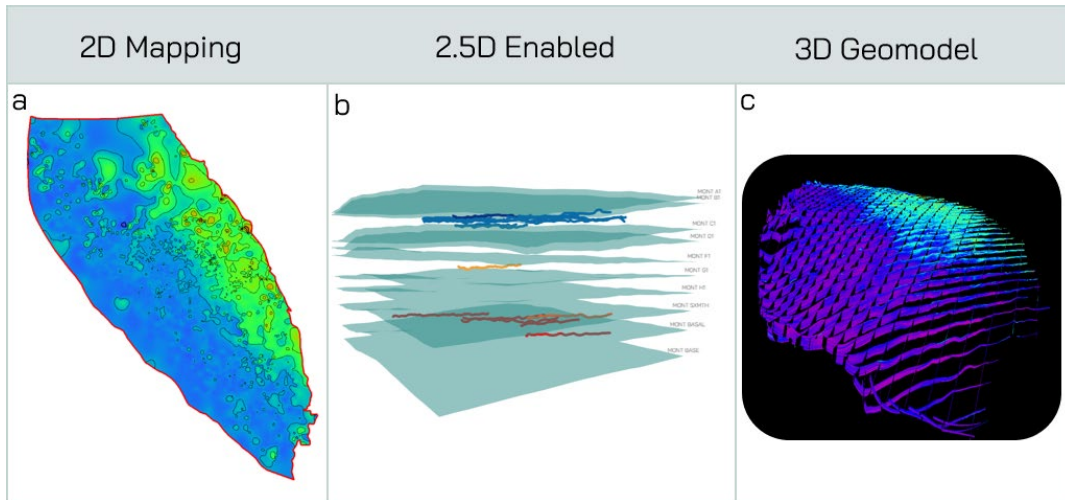 2D Mapping
2.5D Enabled
3D Geomodel
a
b
c
MONT A1
MONT B1
MONT C1
MONT D1
MONT F1
MONT G1
MONT H1
MONT SXMTH
MONT BASAL
MONT BASE